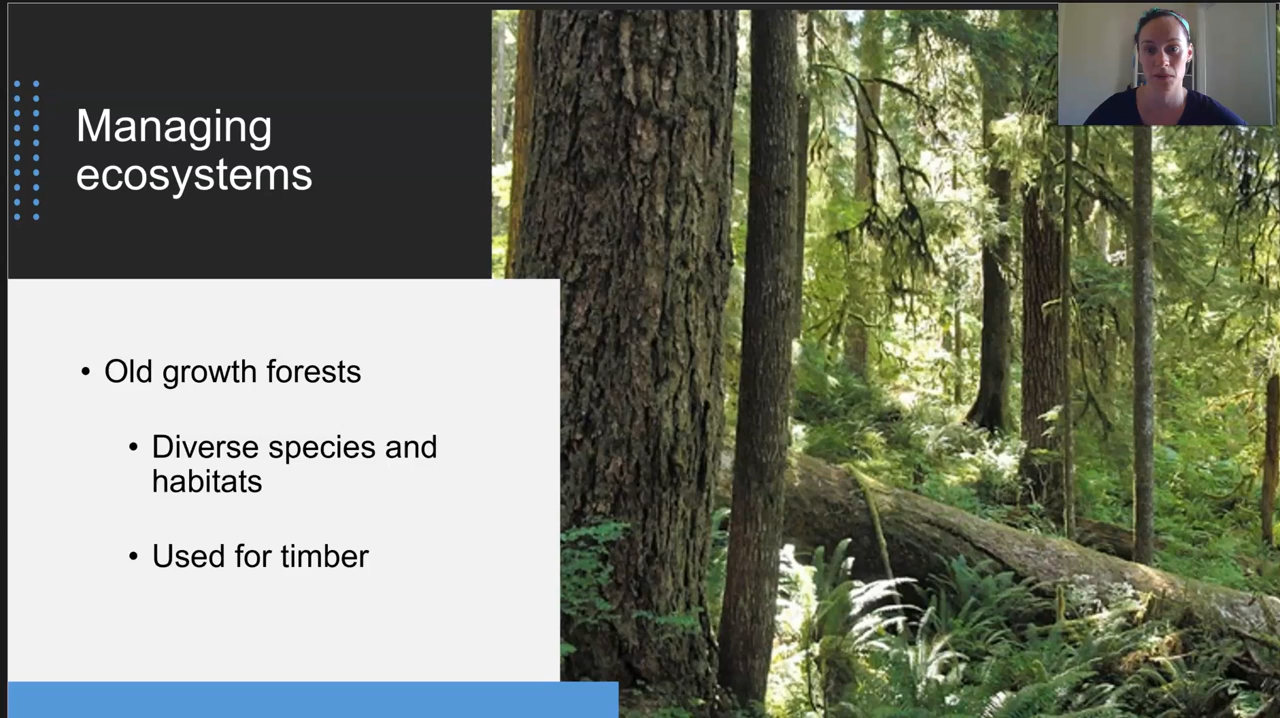 Managing
ecosystems
• Old growth forests
• Diverse species and
habitats
• Used for timber